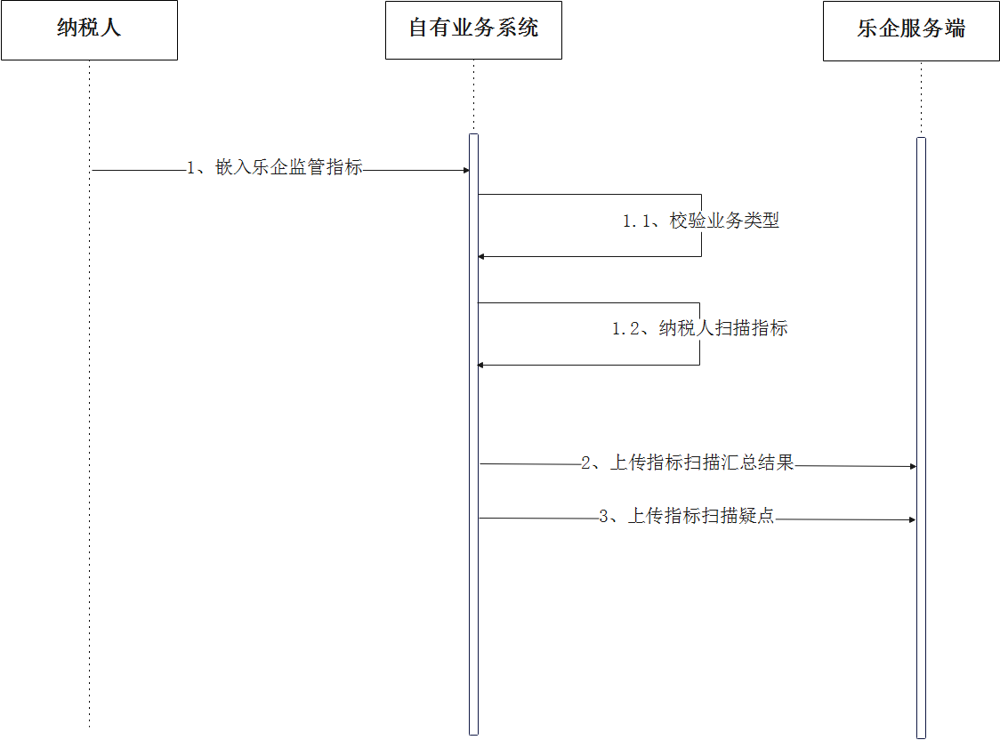 纳税人
自有业务系统
乐企服务端
1、嵌入乐企监管指标
1.1、校验业务类型
1.2、纳税人扫描指标
2、上传指标扫描汇总结果
3、上传指标扫描疑点